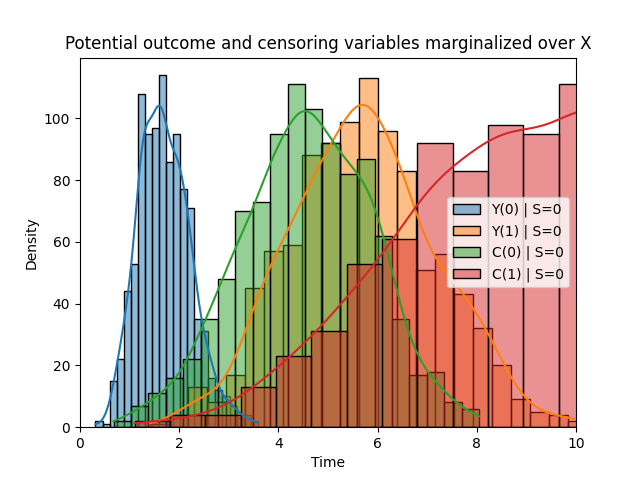 Potential outcome and censoring variables marginalized over X
Density
100
80
60
40
20
0
Y(0) | S=0
Y(1) | S=0
C(0) | S=0
C(1) | S=0
0 2 4 6 8 10
Time